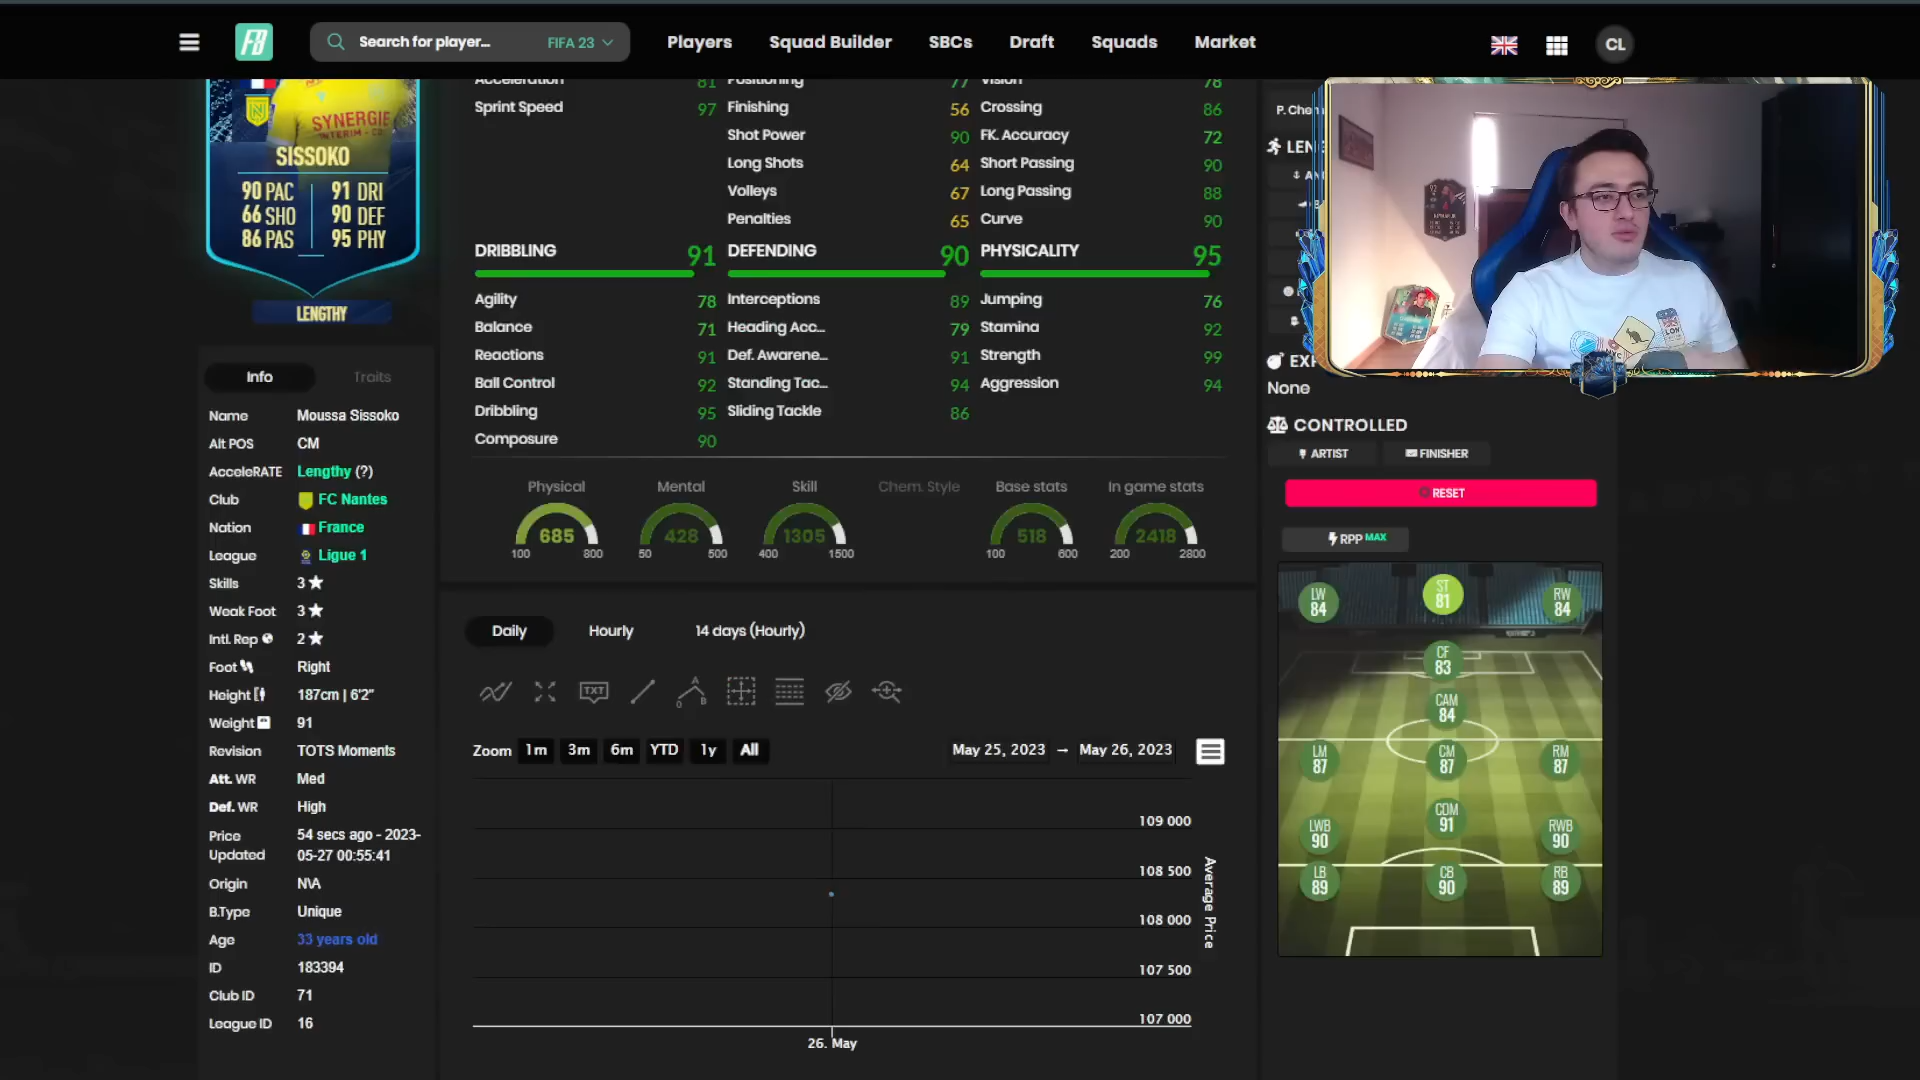 FB
Search for player...
FIFA 23
Players
Squad Builder
SBCs
Draft
Squads
Market
CL
SYNERGIE
SISSOKO
90 PAC
91 DRI
66 SHO
90 DEF
86 PAS
95 PHY
LENGTHY
Acceleration 81
Sprint Speed 97
Positioning 77
Finishing 56
Shot Power 90
Long Shots 64
Volleys 67
Penalties 65
Vision 78
Crossing 86
FK. Accuracy 72
Short Passing 90
Long Passing 88
Curve 90
DRIBBLING 91
Agility 78
Balance 71
Reactions 91
Ball Control 92
Dribbling 95
Composure 90
DEFENDING 90
Interceptions 89
Heading Acc... 79
Def. Awarene... 91
Standing Tac... 94
Sliding Tackle 86
PHYSICALITY 95
Jumping 76
Stamina 92
Strength 99
Aggression 94
Physical
685
100 800
Mental
428
50 500
Skill
1305
400 1500
Chem. Style
Base stats
518
100 600
In game stats
2418
200 2800
Info
Traits
Name Moussa Sissoko
Alt POS CM
AcceleRATE Lengthy (?)
Club FC Nantes
Nation France
League Ligue 1
Skills 3
Weak Foot 3
Intl. Rep 2
Foot Right
Height 187cm | 6'2"
Weight 91
Revision TOTS Moments
Att. WR Med
Def. WR High
Price Updated 54 secs ago - 2023-
05-27 00:55:41
Origin N\A
B.Type Unique
Age 33 years old
ID 183394
Club ID 71
League ID 16
Daily
Hourly
14 days (Hourly)
TXT
Zoom 1m 3m 6m YTD 1y All
May 25, 2023 → May 26, 2023
109 000
108 500
108 000
107 500
107 000
Average Price
26. May
None
CONTROLLED
ARTIST
FINISHER
RESET
RPP MAX
LW 84
ST 81
RW 84
CF 83
CAM 84
LM 87
CM 87
RM 87
CDM 91
LWB 90
RWB 90
LB 89
CB 90
RB 89